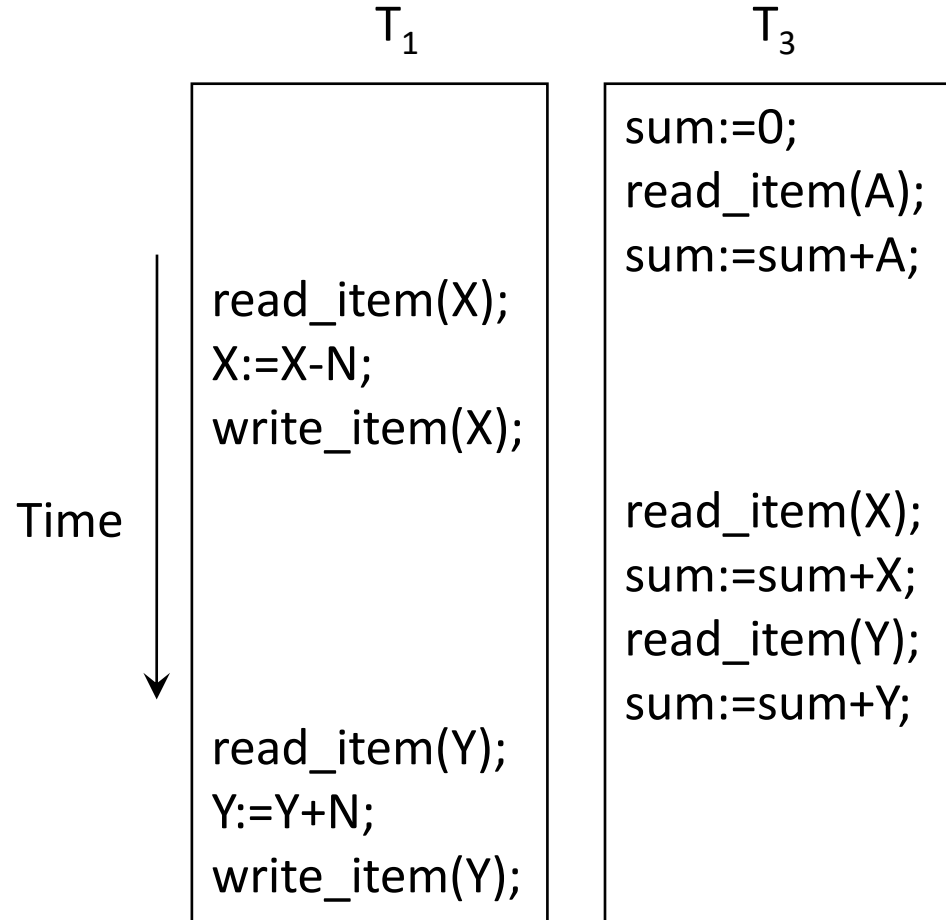 T₁
T₃
sum:=0;
read_item(A);
sum:=sum+A;
read_item(X);
X:=X-N;
write_item(X);
Time
read_item(X);
sum:=sum+X;
read_item(Y);
sum:=sum+Y;
read_item(Y);
Y:=Y+N;
write_item(Y);